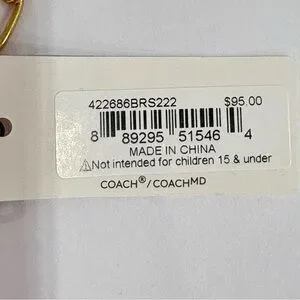 422686BRS222 $95.00
8 89295 51546 4
MADE IN CHINA
⚠Not intended for children 15 & under
COACH®/COACHMD